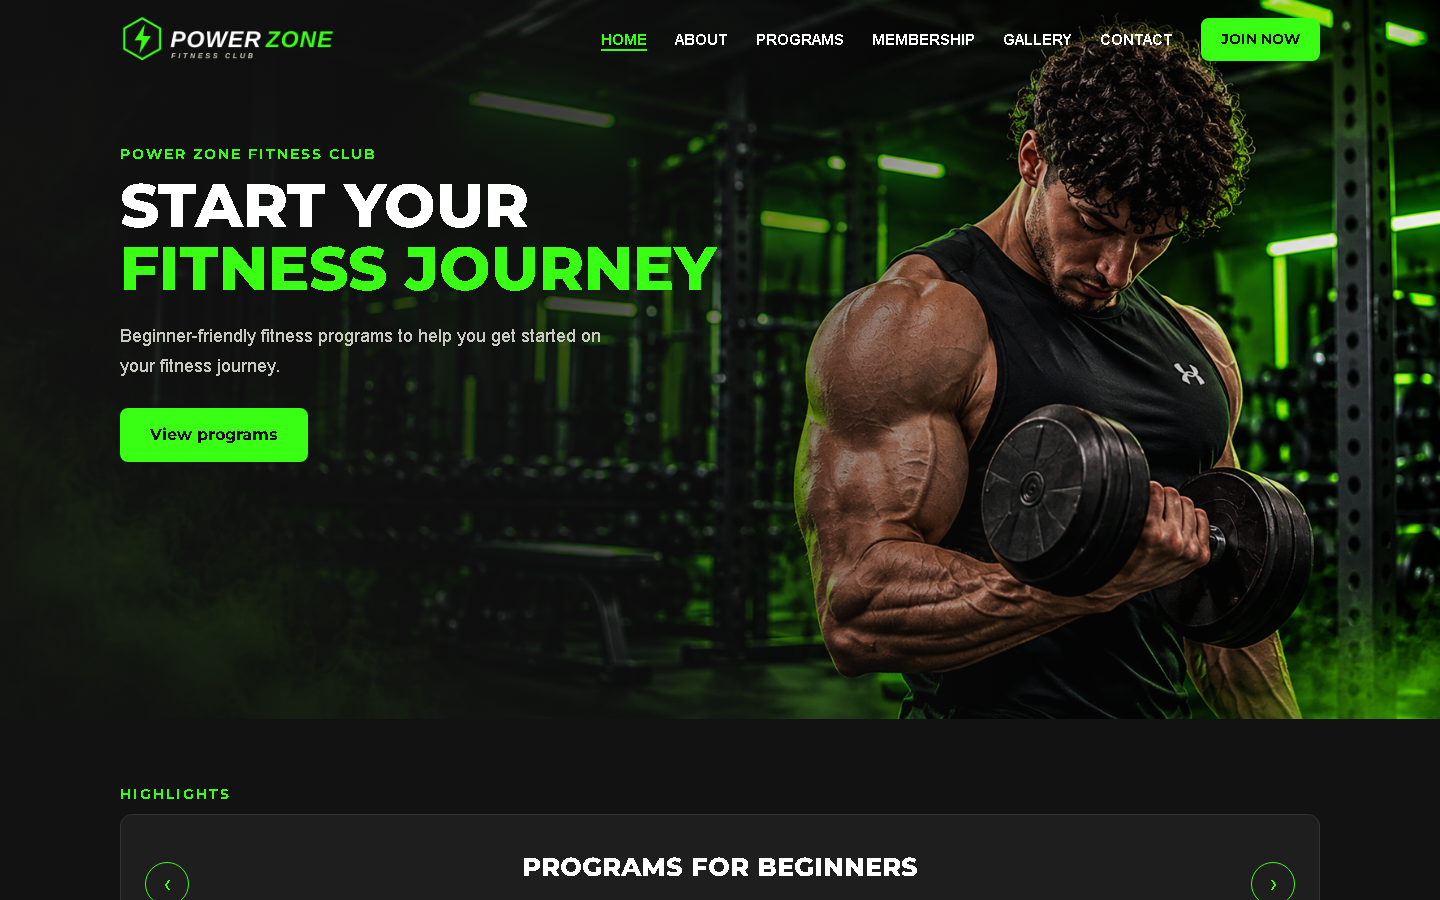 POWER ZONE
FITNESS CLUB
HOME
ABOUT
PROGRAMS
MEMBERSHIP
GALLERY
CONTACT
JOIN NOW
POWER ZONE FITNESS CLUB
START YOUR
FITNESS JOURNEY
Beginner-friendly fitness programs to help you get started on
your fitness journey.
View programs
HIGHLIGHTS
PROGRAMS FOR BEGINNERS
‹
›